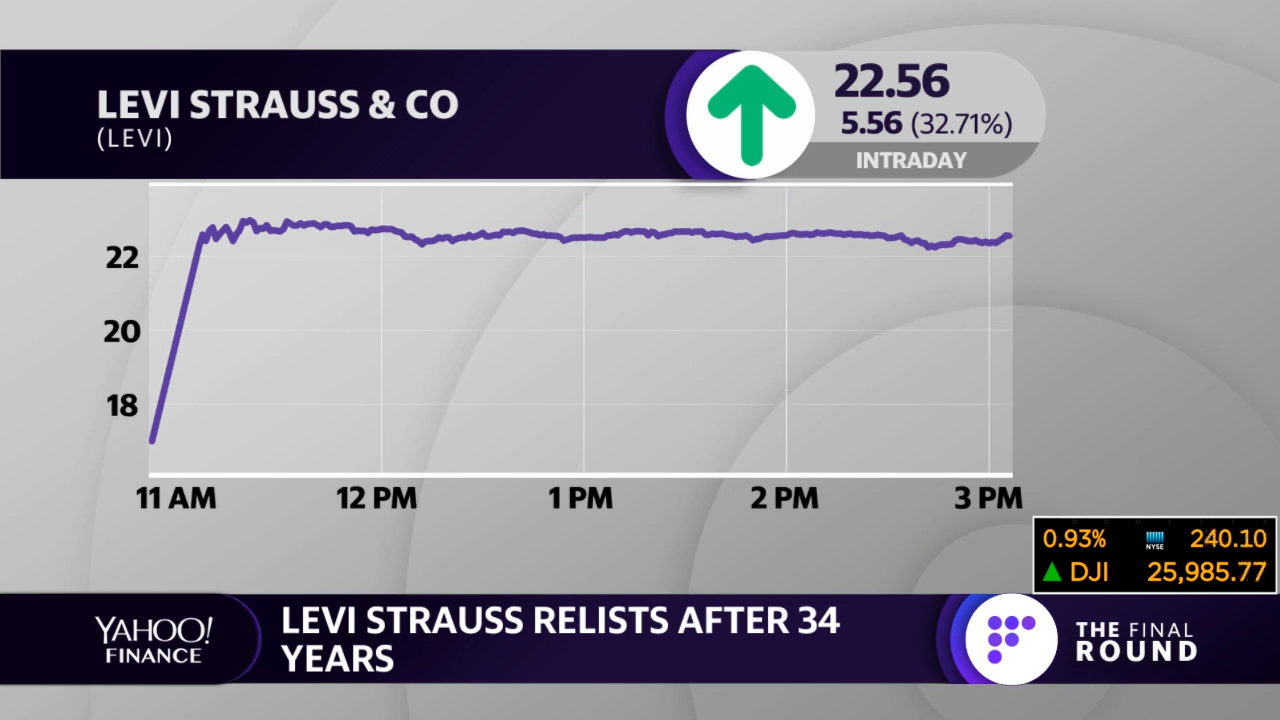 LEVI STRAUSS & CO
(LEVI)
22.56
5.56 (32.71%)
INTRADAY
22
20
18
11 AM 12 PM 1 PM 2 PM 3 PM
0.93% NYSE 240.10
DJI 25,985.77
YAHOO!
FINANCE
LEVI STRAUSS RELISTS AFTER 34
YEARS
THE FINAL
ROUND